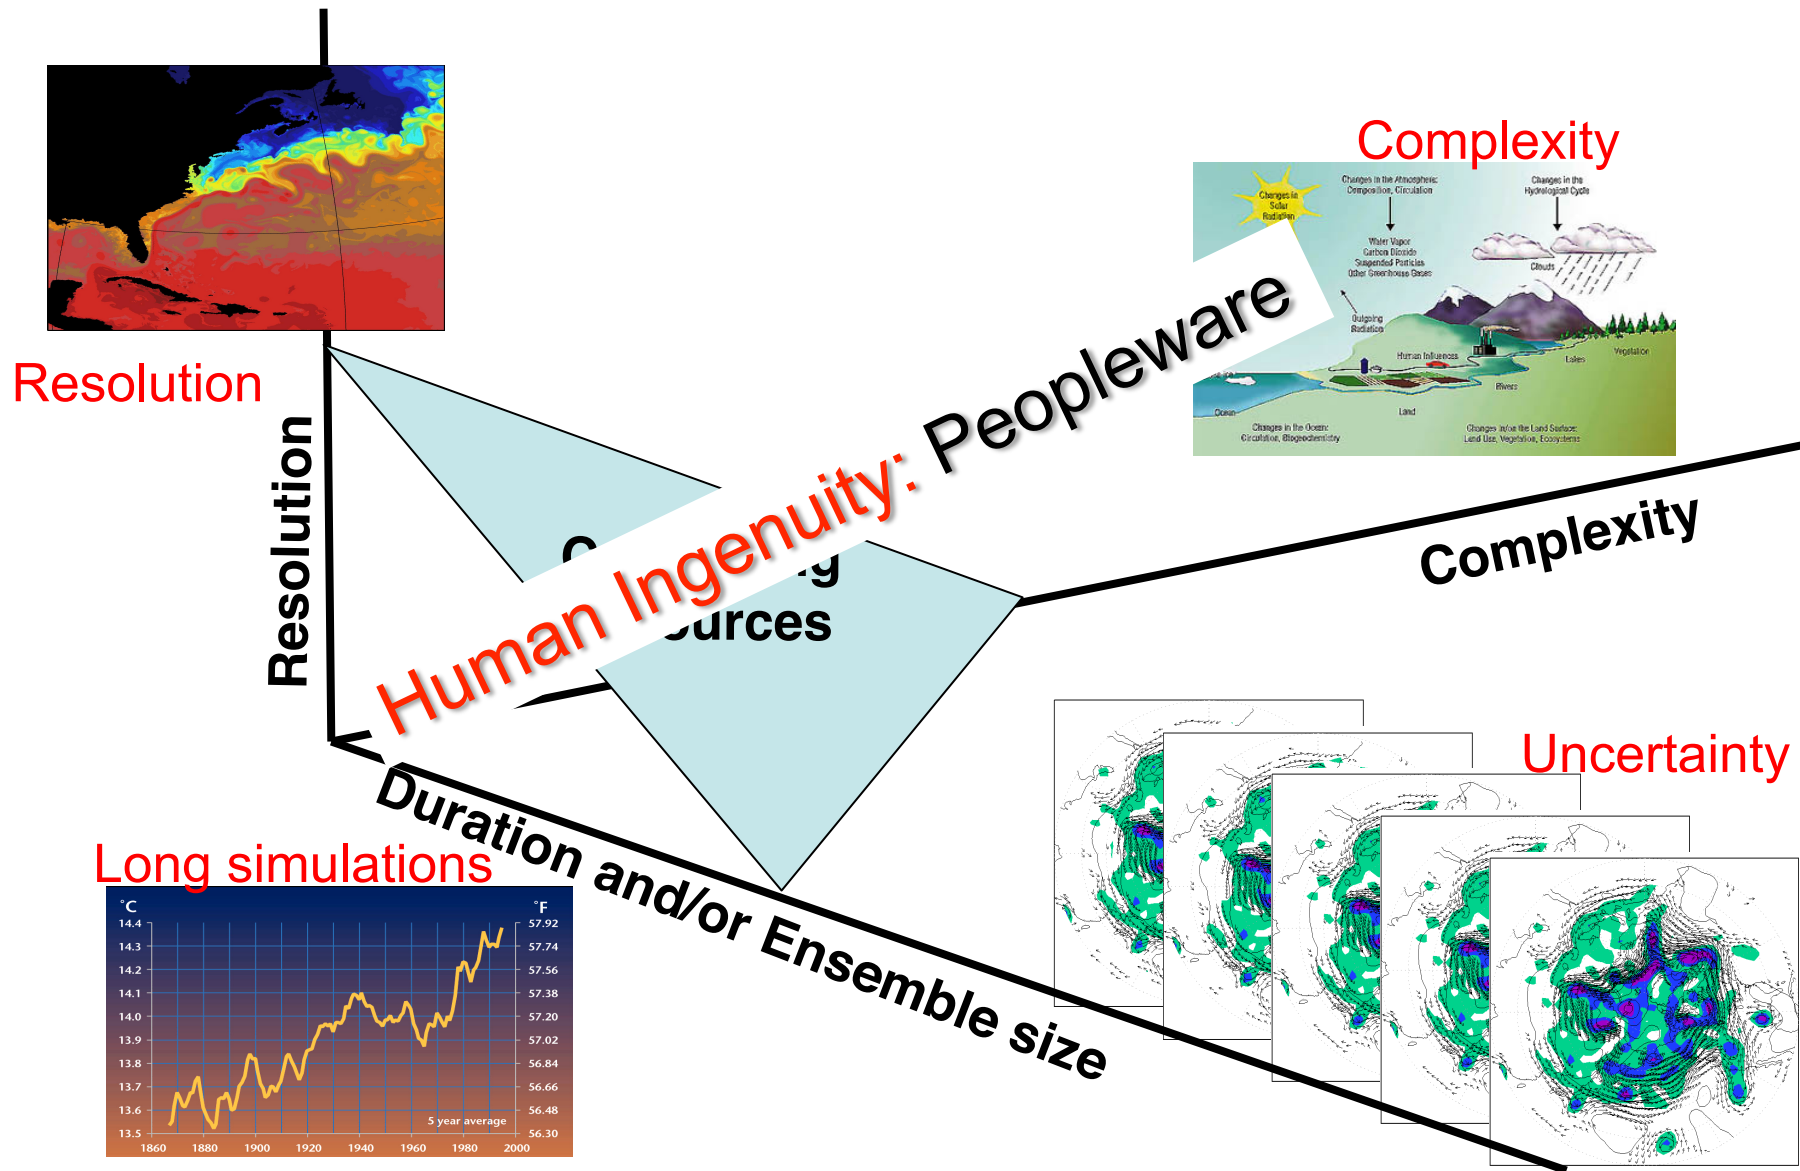 Resolution
Resolution
Complexity
Changes in
Solar
Radiation
Changes in the Atmosphere:
Composition, Circulation
Changes in the
Hydrological Cycle
Water Vapor
Carbon Dioxide
Suspended Particles
Other Greenhouse Gases
Clouds
Outgoing
Radiation
Human Influences
Lakes
Vegetation
Rivers
Land
Ocean
Changes in the Ocean:
Circulation, Biogeochemistry
Changes in/on the Land Surface:
Land Use, Vegetation, Ecosystems
Human Ingenuity: Peopleware
Complexity
Duration and/or Ensemble size
Uncertainty
Long simulations
°C
°F
14.4
57.92
14.3
57.74
14.2
57.56
14.1
57.38
14.0
57.20
13.9
57.02
13.8
56.84
13.7
56.66
13.6
56.48
13.5
56.30
5 year average
1860 1880 1900 1920 1940 1960 1980 2000